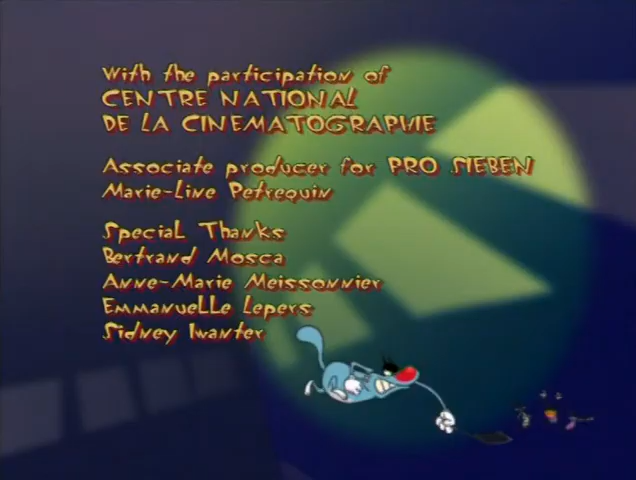 With the participation of
CENTRE NATIONAL
DE LA CINEMATOGRAPHIE
Associate producer for PRO SIEBEN
Marie-Line Petrequin
Special Thanks
Bertrand Mosca
Anne-Marie Meissonnier
Emmanuelle Lepers
Sidney Iwanter